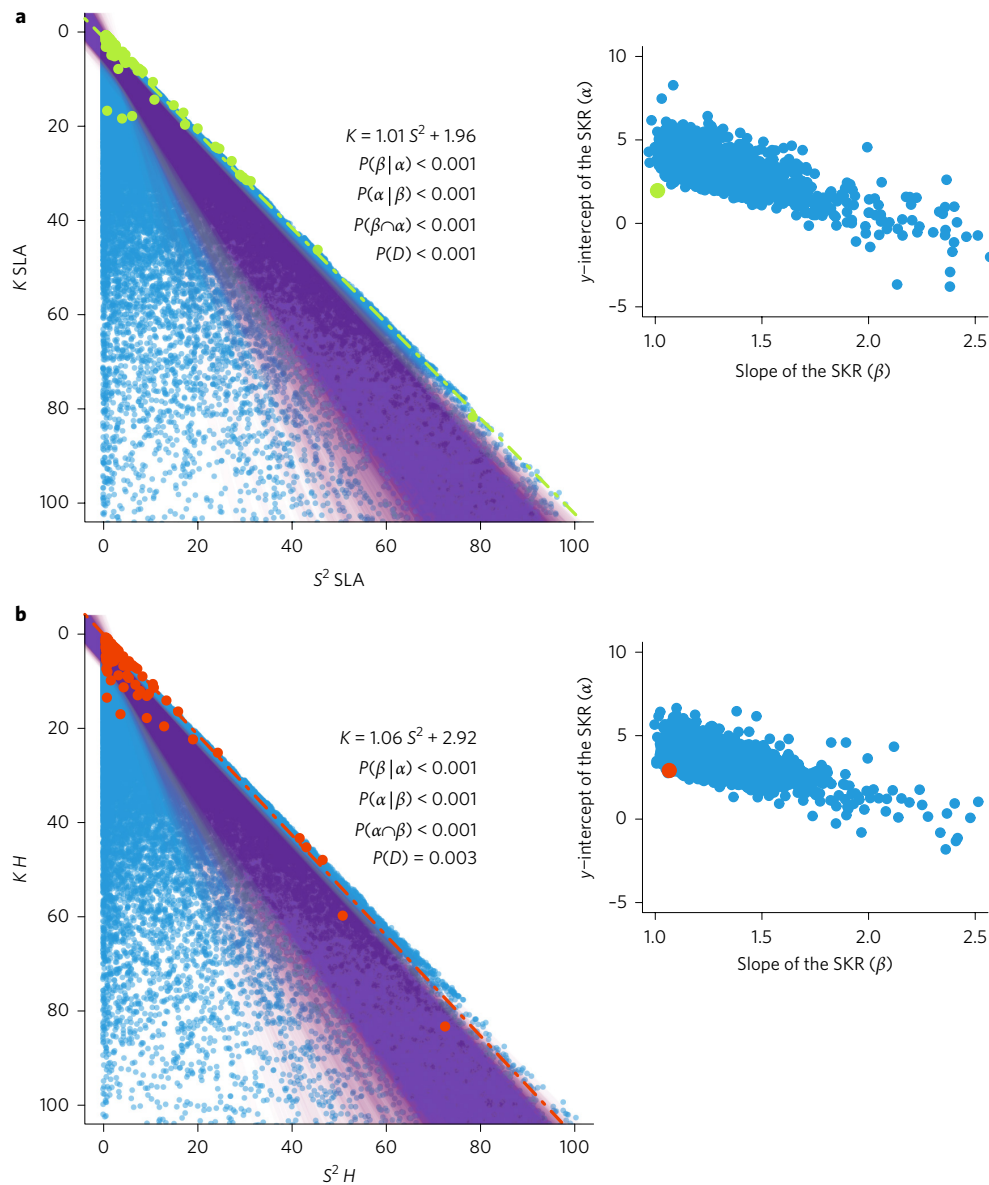 a
0
20
40
60
80
100
K SLA
0 20 40 60 80 100
S² SLA
K = 1.01 S² + 1.96
P(β|α) < 0.001
P(α|β) < 0.001
P(β∩α) < 0.001
P(D) < 0.001
10
5
0
−5
y−intercept of the SKR (α)
1.0 1.5 2.0 2.5
Slope of the SKR (β)
b
0
20
40
60
80
100
K H
0 20 40 60 80 100
S² H
K = 1.06 S² + 2.92
P(β|α) < 0.001
P(α|β) < 0.001
P(α∩β) < 0.001
P(D) = 0.003
10
5
0
−5
y−intercept of the SKR (α)
1.0 1.5 2.0 2.5
Slope of the SKR (β)